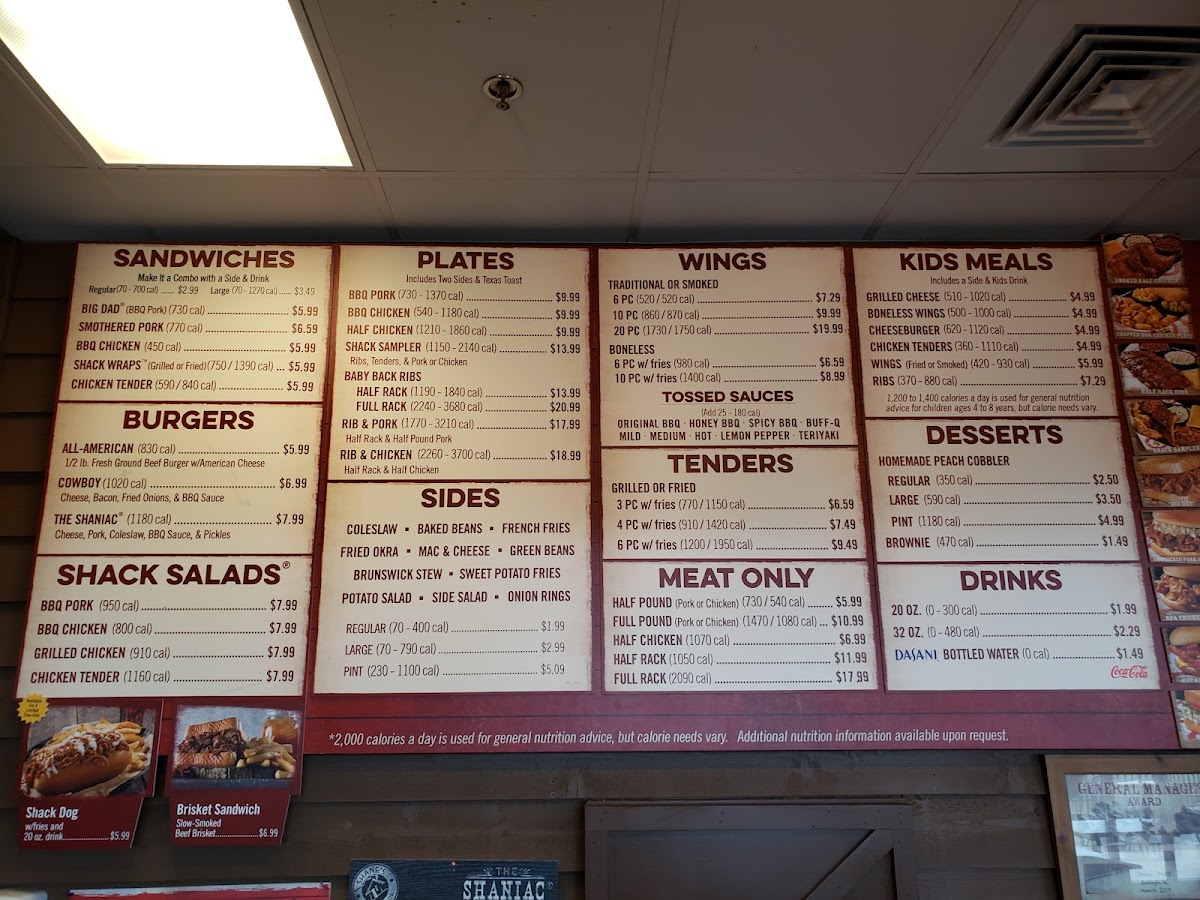 SANDWICHES
Make it a Combo with a Side & Drink
Regular (70 - 700 cal) ...... $2.99 Large (70 - 1270 cal) ...... $3.49
BIG DAD® (BBQ Pork) (730 cal) ...... $5.99
SMOTHERED PORK (770 cal) ...... $6.59
BBQ CHICKEN (450 cal) ...... $5.99
SHACK WRAPS™ (Grilled or Fried) (750 / 1390 cal) ... $5.99
CHICKEN TENDER (590 / 840 cal) ...... $5.99
BURGERS
ALL-AMERICAN (830 cal) ...... $5.99
1/2 lb. Fresh Ground Beef Burger w/American Cheese
COWBOY (1020 cal) ...... $6.99
Cheese, Bacon, Fried Onions, & BBQ Sauce
THE SHANIAC® (1180 cal) ...... $7.99
Cheese, Pork, Coleslaw, BBQ Sauce, & Pickles
SHACK SALADS®
BBQ PORK (950 cal) ...... $7.99
BBQ CHICKEN (800 cal) ...... $7.99
GRILLED CHICKEN (910 cal) ...... $7.99
CHICKEN TENDER (1160 cal) ...... $7.99
PLATES
Includes Two Sides & Texas Toast
BBQ PORK (730 - 1370 cal) ...... $9.99
BBQ CHICKEN (540 - 1180 cal) ...... $9.99
HALF CHICKEN (1210 - 1860 cal) ...... $9.99
SHACK SAMPLER (1150 - 2140 cal) ...... $13.99
Ribs, Tenders, & Pork or Chicken
BABY BACK RIBS
HALF RACK (1190 - 1840 cal) ...... $13.99
FULL RACK (2240 - 3680 cal) ...... $20.99
RIB & PORK (1770 - 3210 cal) ...... $17.99
Half Rack & Half Pound Pork
RIB & CHICKEN (2260 - 3700 cal) ...... $18.99
Half Rack & Half Chicken
SIDES
COLESLAW ▪ BAKED BEANS ▪ FRENCH FRIES
FRIED OKRA ▪ MAC & CHEESE ▪ GREEN BEANS
BRUNSWICK STEW ▪ SWEET POTATO FRIES
POTATO SALAD ▪ SIDE SALAD ▪ ONION RINGS
REGULAR (70 - 400 cal) ...... $1.99
LARGE (70 - 790 cal) ...... $2.99
PINT (230 - 1100 cal) ...... $5.09
WINGS
TRADITIONAL OR SMOKED
6 PC (520 / 520 cal) ...... $7.29
10 PC (860 / 870 cal) ...... $9.99
20 PC (1730 / 1750 cal) ...... $19.99
BONELESS
6 PC w/ fries (980 cal) ...... $6.59
10 PC w/ fries (1400 cal) ...... $8.99
TOSSED SAUCES
(Add 25 - 180 cal)
ORIGINAL BBQ · HONEY BBQ · SPICY BBQ · BUFF-Q
MILD · MEDIUM · HOT · LEMON PEPPER · TERIYAKI
TENDERS
GRILLED OR FRIED
3 PC w/ fries (770 / 1150 cal) ...... $6.59
4 PC w/ fries (910 / 1420 cal) ...... $7.49
6 PC w/ fries (1200 / 1950 cal) ...... $9.49
MEAT ONLY
HALF POUND (Pork or Chicken) (730 / 540 cal) ...... $5.99
FULL POUND (Pork or Chicken) (1470 / 1080 cal) ... $10.99
HALF CHICKEN (1070 cal) ...... $6.99
HALF RACK (1050 cal) ...... $11.99
FULL RACK (2090 cal) ...... $17.99
KIDS MEALS
Includes a Side & Kids Drink
GRILLED CHEESE (510 - 1020 cal) ...... $4.99
BONELESS WINGS (500 - 1000 cal) ...... $4.99
CHEESEBURGER (620 - 1120 cal) ...... $4.99
CHICKEN TENDERS (360 - 1110 cal) ...... $4.99
WINGS (Fried or Smoked) (420 - 930 cal) ...... $5.99
RIBS (370 - 880 cal) ...... $7.29
1,200 to 1,400 calories a day is used for general nutrition
advice for children ages 4 to 8 years, but calorie needs vary.
DESSERTS
HOMEMADE PEACH COBBLER
REGULAR (350 cal) ...... $2.50
LARGE (590 cal) ...... $3.50
PINT (1180 cal) ...... $4.99
BROWNIE (470 cal) ...... $1.49
DRINKS
20 OZ. (0 - 300 cal) ...... $1.99
32 OZ. (0 - 480 cal) ...... $2.29
DASANI BOTTLED WATER (0 cal) ...... $1.49
Coca-Cola
*2,000 calories a day is used for general nutrition advice, but calorie needs vary. Additional nutrition information available upon request.
Available For A Limited Time Only
Shack Dog
w/fries and
20 oz. drink ...... $5.99
Brisket Sandwich
Slow-Smoked
Beef Brisket ...... $6.99
SHANE'S
THE
SHANIAC
SMOKED HALF CHICKEN
HALF RACK RIBS
SHACK SAMPLER
SMOTHERED PORK
BBQ CHICKEN
GENERAL MANAG
AWARD